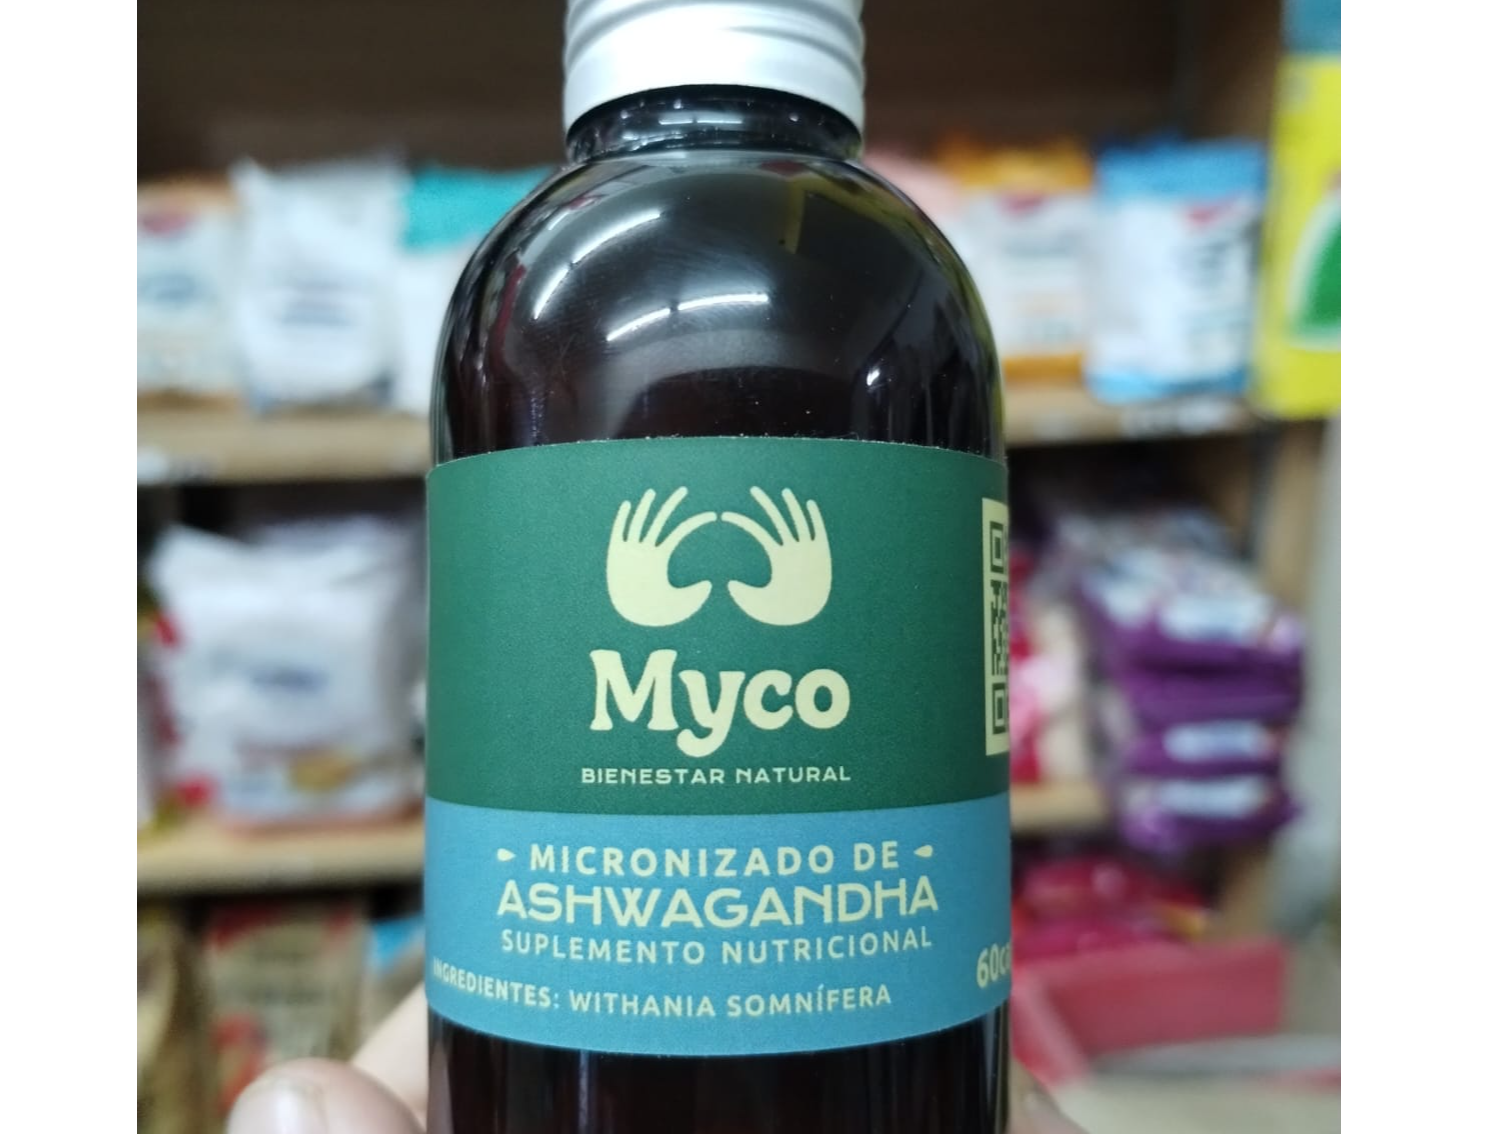 Myco
BIENESTAR NATURAL
MICRONIZADO DE
ASHWAGANDHA
SUPLEMENTO NUTRICIONAL
INGREDIENTES: WITHANIA SOMNÍFERA